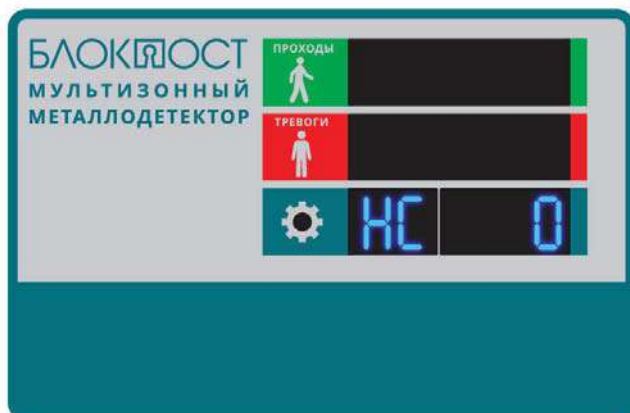 БЛОКПОСТ
МУЛЬТИЗОННЫЙ
МЕТАЛЛОДЕТЕКТОР
ПРОХОДЫ
ТРЕВОГИ
НС 0